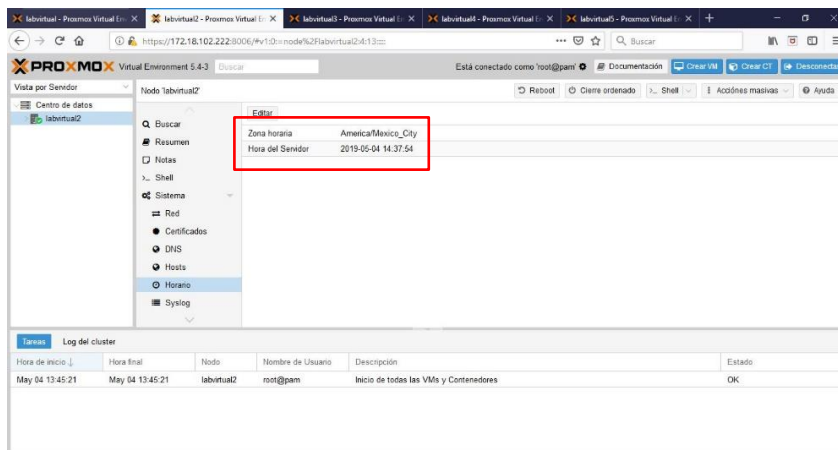 labvirtual - Proxmox Virtual En
labvirtual2 - Proxmox Virtual E
labvirtual3 - Proxmox Virtual En
labvirtual4 - Proxmox Virtual En
labvirtual5 - Proxmox Virtual En
https://172.18.102.222:8006/#v1:0:=node%2Flabvirtual2:4:13::::
Buscar
PROXMOX Virtual Environment 5.4-3 Buscar
Está conectado como 'root@pam' Documentación Crear VM Crear CT Desconectar
Vista por Servidor
Nodo 'labvirtual2'
Reboot Cierre ordenado Shell Acciónes masivas Ayuda
Centro de datos
labvirtual2
Buscar
Resumen
Notas
Shell
Sistema
Red
Certificados
DNS
Hosts
Horario
Syslog
Editar
Zona horaria America/Mexico_City
Hora del Servidor 2019-05-04 14:37:54
Tareas Log del cluster
Hora de inicio Hora final Nodo Nombre de Usuario Descripción Estado
May 04 13:45:21 May 04 13:45:21 labvirtual2 root@pam Inicio de todas las VMs y Contenedores OK